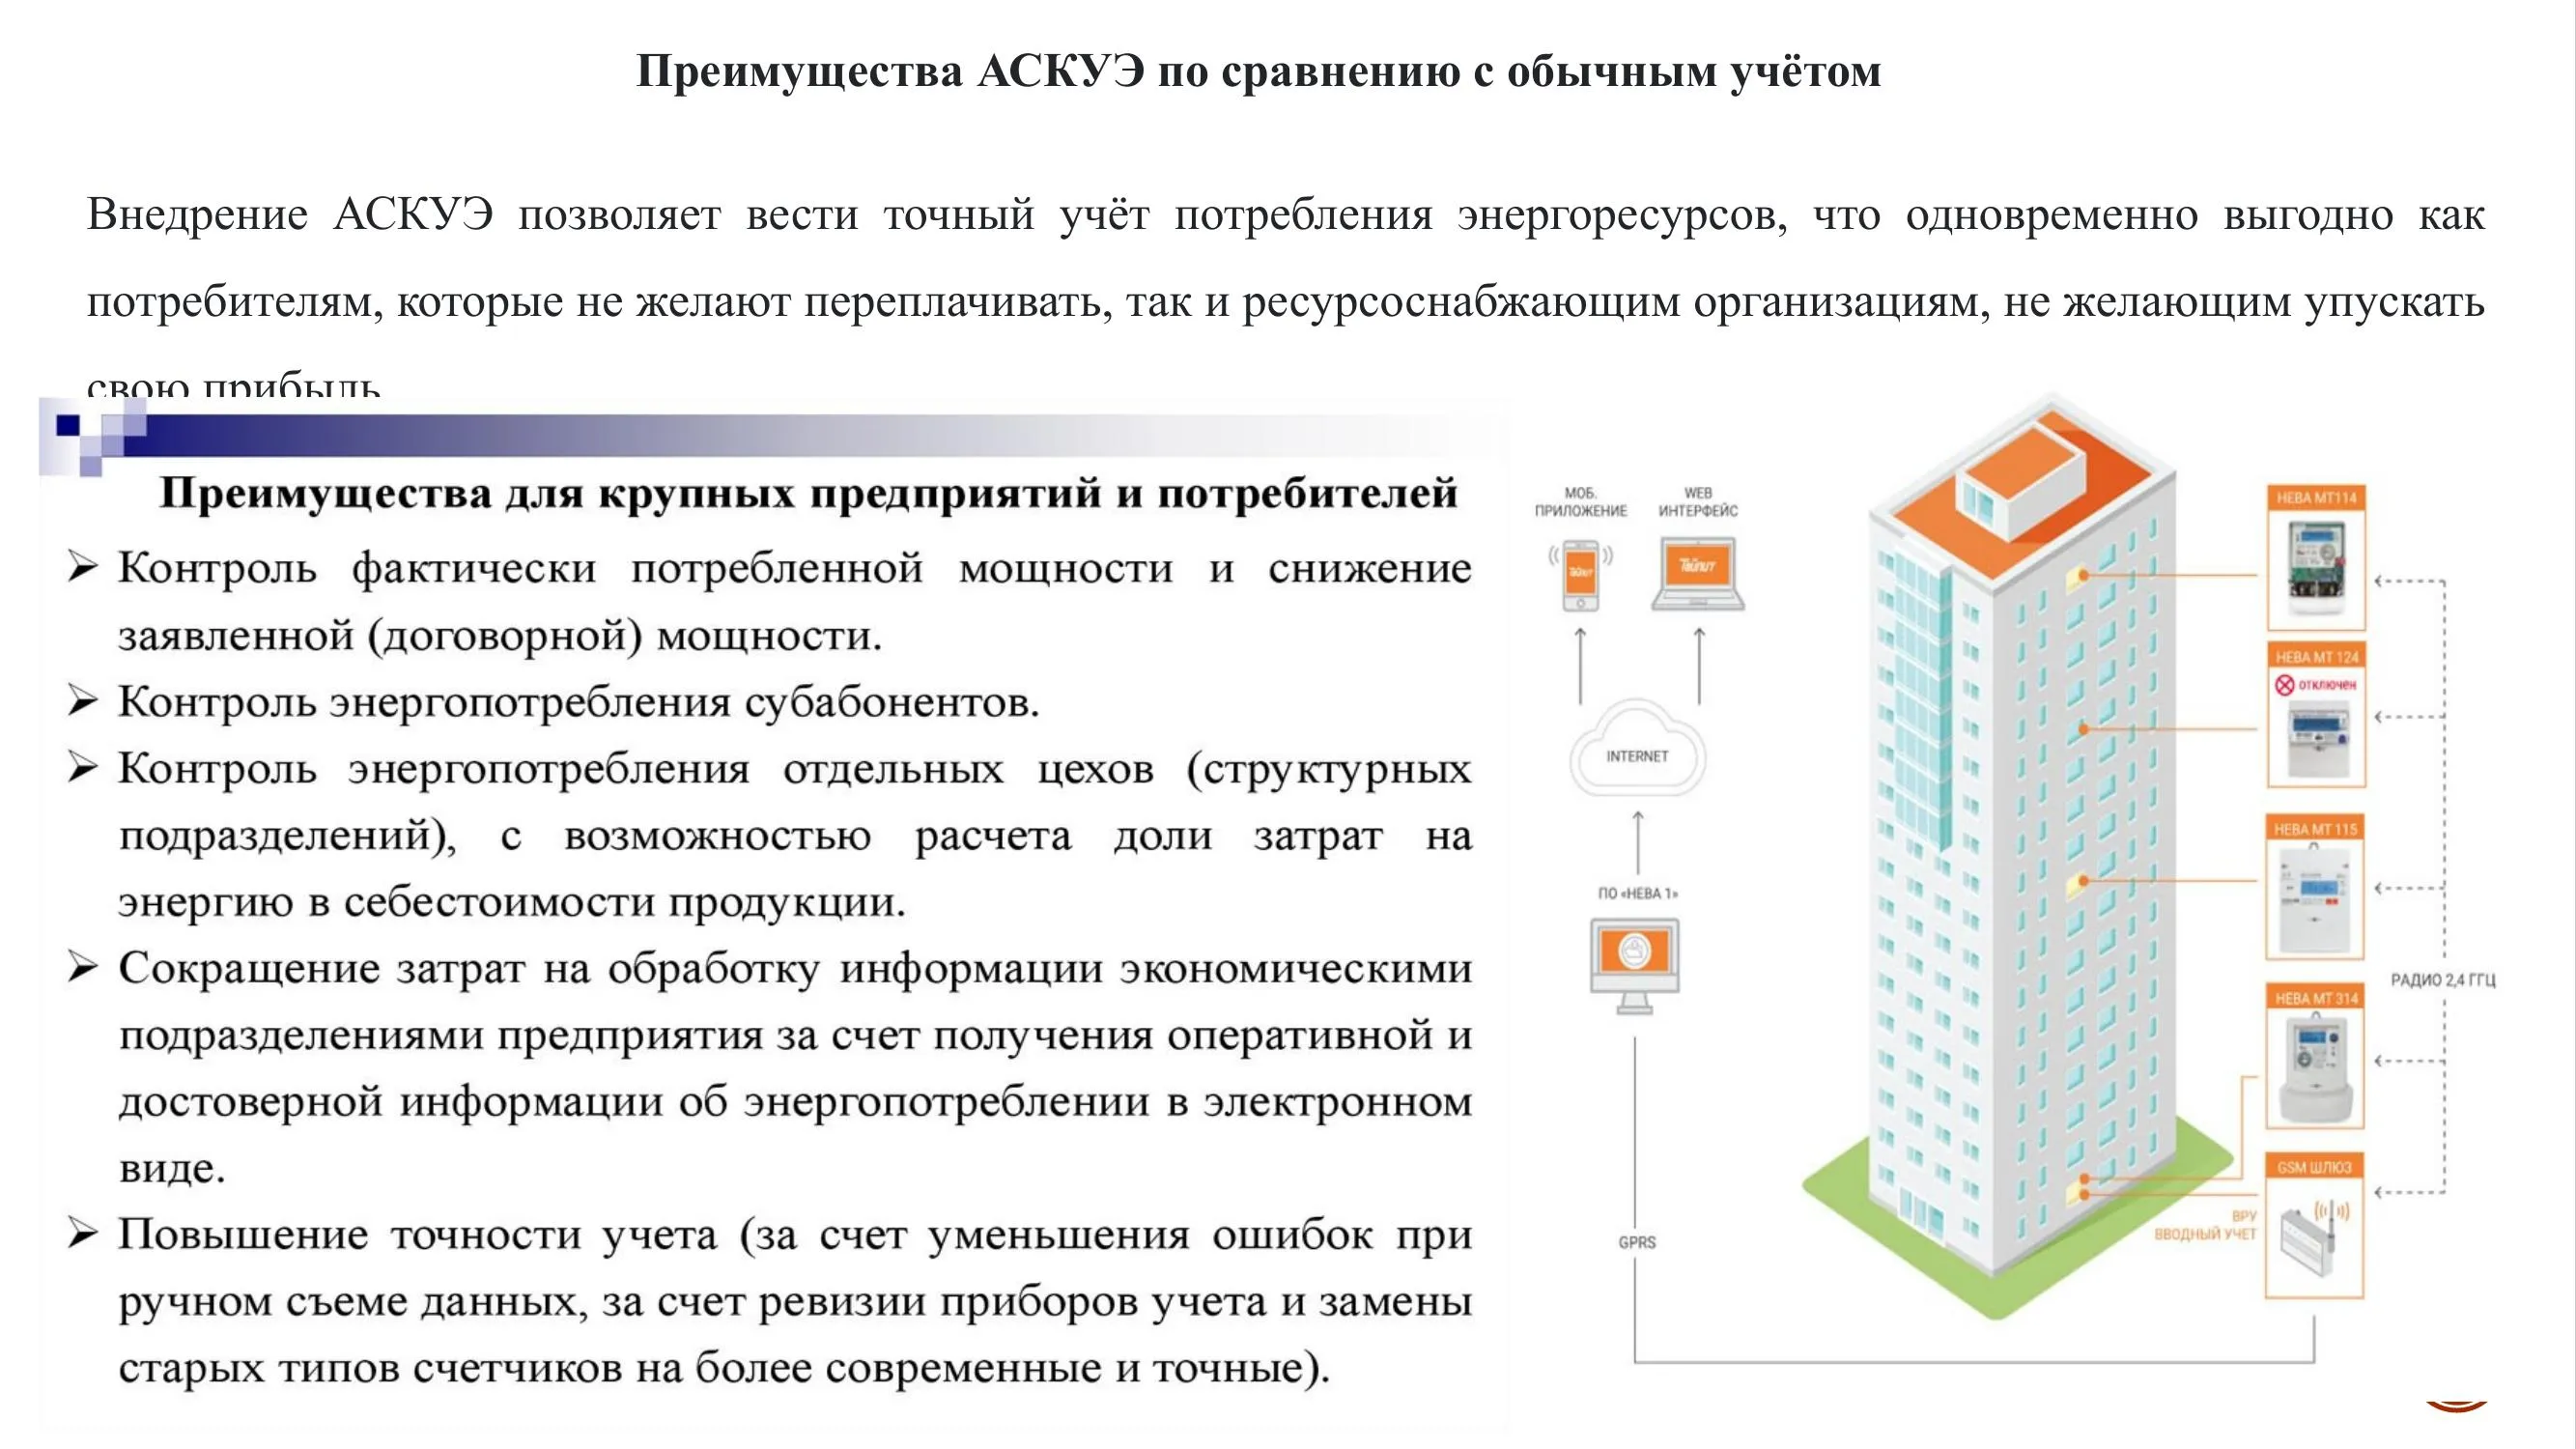 Преимущества АСКУЭ по сравнению с обычным учётом
Внедрение АСКУЭ позволяет вести точный учёт потребления энергоресурсов, что одновременно выгодно как
потребителям, которые не желают переплачивать, так и ресурсоснабжающим организациям, не желающим упускать
свою прибыль
Преимущества для крупных предприятий и потребителей
➢ Контроль фактически потребленной мощности и снижение
заявленной (договорной) мощности.
➢ Контроль энергопотребления субабонентов.
➢ Контроль энергопотребления отдельных цехов (структурных
подразделений), с возможностью расчета доли затрат на
энергию в себестоимости продукции.
➢ Сокращение затрат на обработку информации экономическими
подразделениями предприятия за счет получения оперативной и
достоверной информации об энергопотреблении в электронном
виде.
➢ Повышение точности учета (за счет уменьшения ошибок при
ручном съеме данных, за счет ревизии приборов учета и замены
старых типов счетчиков на более современные и точные).
МОБ.
ПРИЛОЖЕНИЕ
WEB
ИНТЕРФЕЙС
Тайпит
Тайпит
INTERNET
ПО «НЕВА 1»
GPRS
НЕВА МТ114
НЕВА МТ 124
ОТКЛЮЧЕН
НЕВА МТ 115
РАДИО 2,4 ГГЦ
НЕВА МТ 314
GSM ШЛЮЗ
ВРУ
ВВОДНЫЙ УЧЕТ